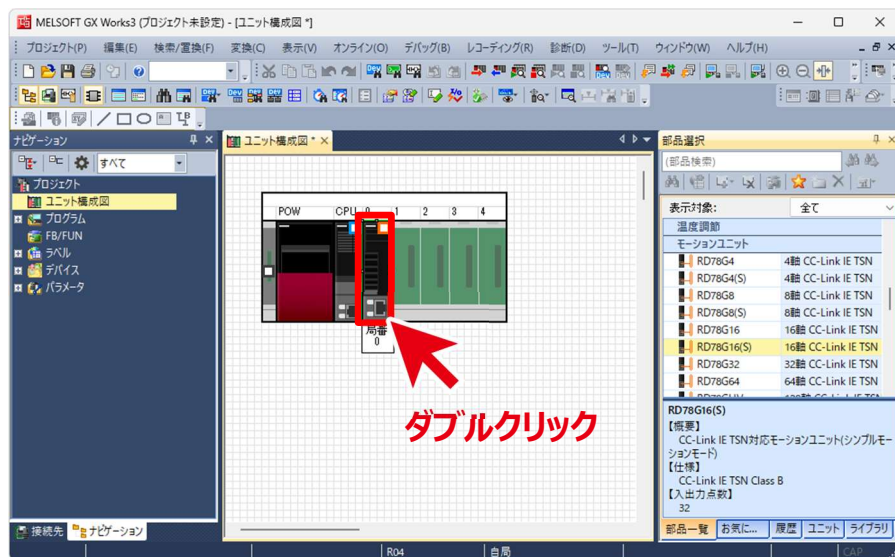 MELSOFT GX Works3 (プロジェクト未設定) - [ユニット構成図 *]
プロジェクト(P) 編集(E) 検索/置換(F) 変換(C) 表示(V) オンライン(O) デバッグ(B) レコーディング(R) 診断(D) ツール(T) ウィンドウ(W) ヘルプ(H)
ナビゲーション
すべて
プロジェクト
ユニット構成図
プログラム
FB/FUN
ラベル
デバイス
パラメータ
接続先
ナビゲーション
ユニット構成図 *
POW CPU 0 1 2 3 4
局番
0
ダブルクリック
部品選択
(部品検索)
表示対象: 全て
温度調節
モーションユニット
RD78G4 4軸 CC-Link IE TSN
RD78G4(S) 4軸 CC-Link IE TSN
RD78G8 8軸 CC-Link IE TSN
RD78G8(S) 8軸 CC-Link IE TSN
RD78G16 16軸 CC-Link IE TSN
RD78G16(S) 16軸 CC-Link IE TSN
RD78G32 32軸 CC-Link IE TSN
RD78G64 64軸 CC-Link IE TSN
RD78G16(S)
【概要】
CC-Link IE TSN対応モーションユニット(シンプルモー
ションモード)
【仕様】
CC-Link IE TSN Class B
【入出力点数】
32
部品一覧 お気に... 履歴 ユニット ライブラリ
R04 自局 CAP